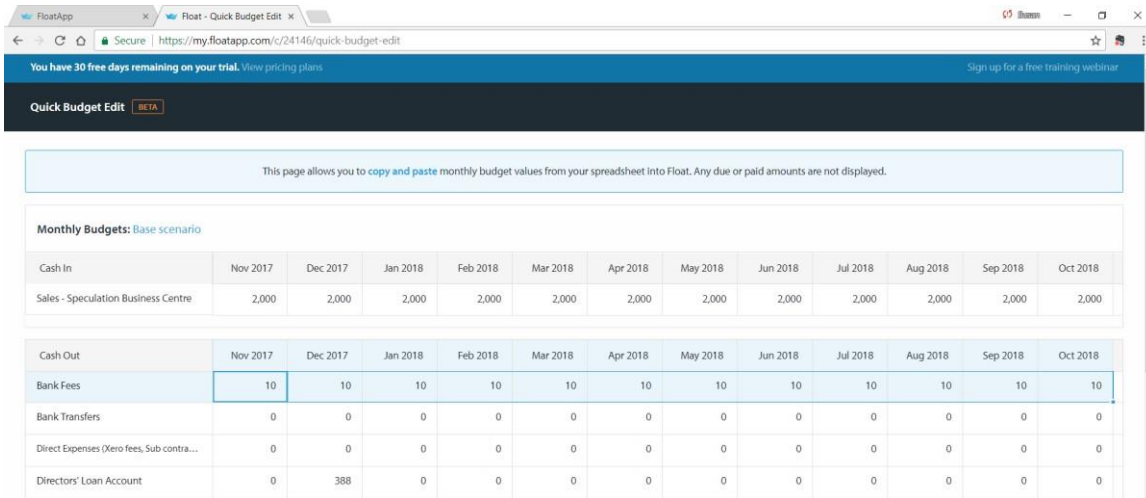 FloatApp
Float - Quick Budget Edit
Secure
https://my.floatapp.com/c/24146/quick-budget-edit
You have 30 free days remaining on your trial. View pricing plans
Sign up for a free training webinar
Quick Budget Edit BETA
This page allows you to copy and paste monthly budget values from your spreadsheet into Float. Any due or paid amounts are not displayed.
Monthly Budgets: Base scenario
Cash In Nov 2017 Dec 2017 Jan 2018 Feb 2018 Mar 2018 Apr 2018 May 2018 Jun 2018 Jul 2018 Aug 2018 Sep 2018 Oct 2018
Sales - Speculation Business Centre 2,000 2,000 2,000 2,000 2,000 2,000 2,000 2,000 2,000 2,000 2,000 2,000
Cash Out Nov 2017 Dec 2017 Jan 2018 Feb 2018 Mar 2018 Apr 2018 May 2018 Jun 2018 Jul 2018 Aug 2018 Sep 2018 Oct 2018
Bank Fees 10 10 10 10 10 10 10 10 10 10 10 10
Bank Transfers 0 0 0 0 0 0 0 0 0 0 0 0
Direct Expenses (Xero fees, Sub contra... 0 0 0 0 0 0 0 0 0 0 0 0
Directors' Loan Account 0 388 0 0 0 0 0 0 0 0 0 0